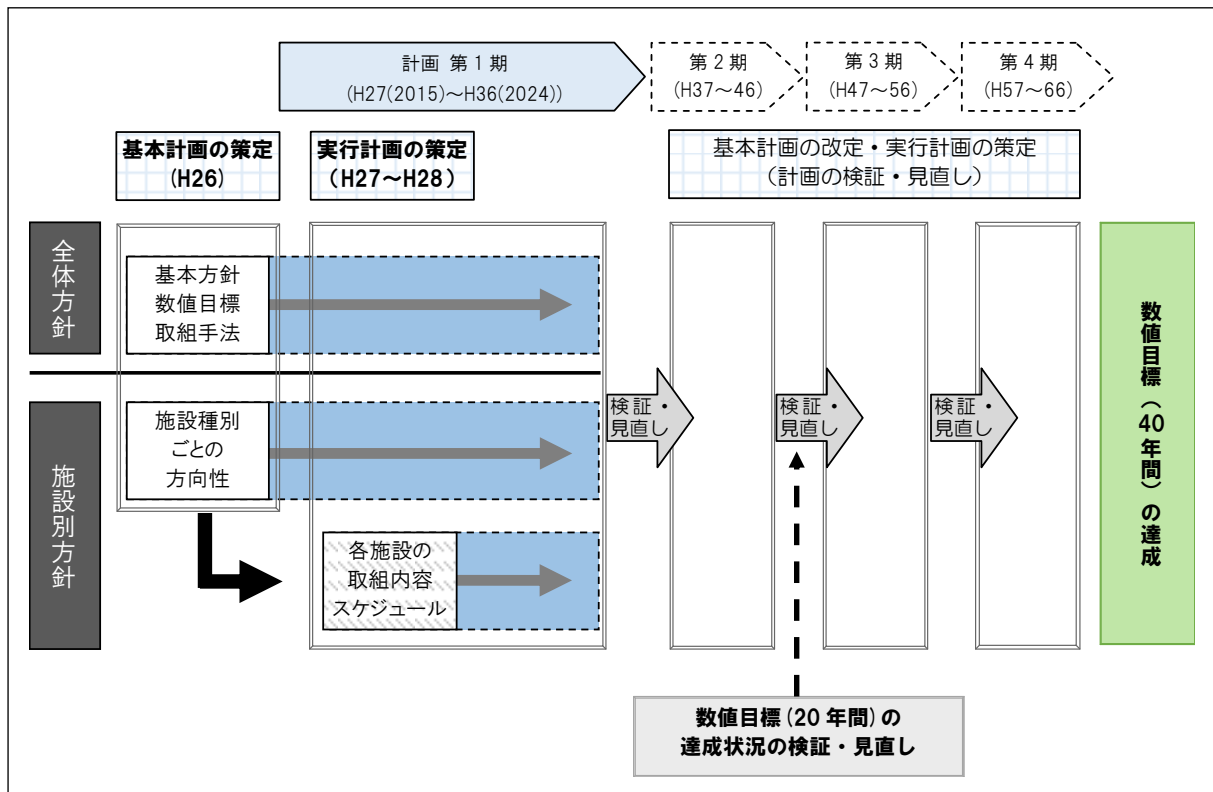 計画 第1期
(H27(2015)～H36(2024))
第2期
(H37～46)
第3期
(H47～56)
第4期
(H57～66)
基本計画の策定
(H26)
実行計画の策定
（H27～H28）
基本計画の改定・実行計画の策定
（計画の検証・見直し）
全体方針
基本方針
数値目標
取組手法
施設別方針
施設種別
ごとの
方向性
各施設の
取組内容
スケジュール
検証・
見直し
検証・
見直し
検証・
見直し
数値目標（40年間）の達成
数値目標(20年間)の
達成状況の検証・見直し